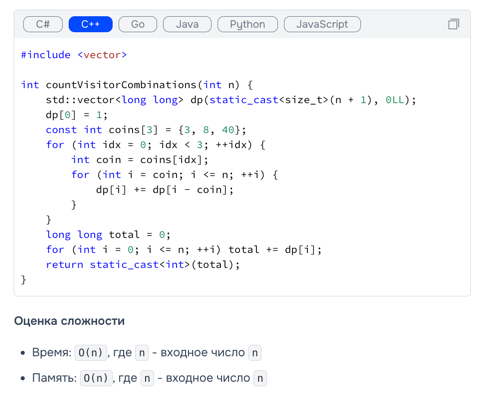 C# C++ Go Java Python JavaScript
#include <vector>
int countVisitorCombinations(int n) {
    std::vector<long long> dp(static_cast<size_t>(n + 1), 0LL);
    dp[0] = 1;
    const int coins[3] = {3, 8, 40};
    for (int idx = 0; idx < 3; ++idx) {
        int coin = coins[idx];
        for (int i = coin; i <= n; ++i) {
            dp[i] += dp[i - coin];
        }
    }
    long long total = 0;
    for (int i = 0; i <= n; ++i) total += dp[i];
    return static_cast<int>(total);
}
Оценка сложности
• Время: O(n), где n - входное число n
• Память: O(n), где n - входное число n